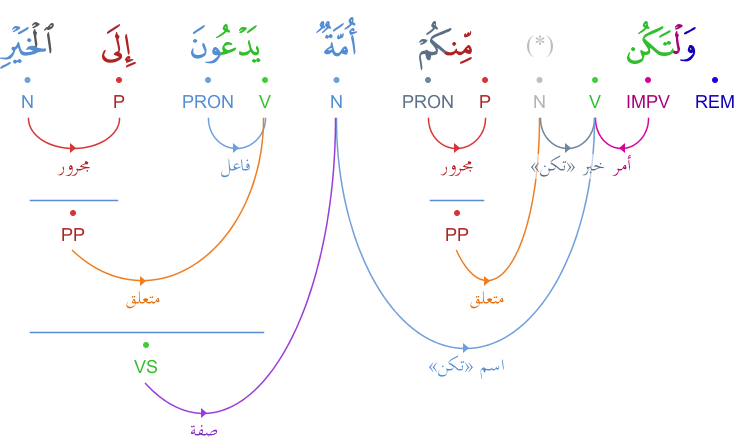 وَلْتَكُن (*) مِّنكُمْ أُمَّةٌ يَدْعُونَ إِلَى ٱلْخَيْرِ
REM IMPV V N P PRON N V PRON P N
أمر خبر «تكن» مجرور فاعل مجرور
PP PP
متعلق متعلق
اسم «تكن»
VS
صفة